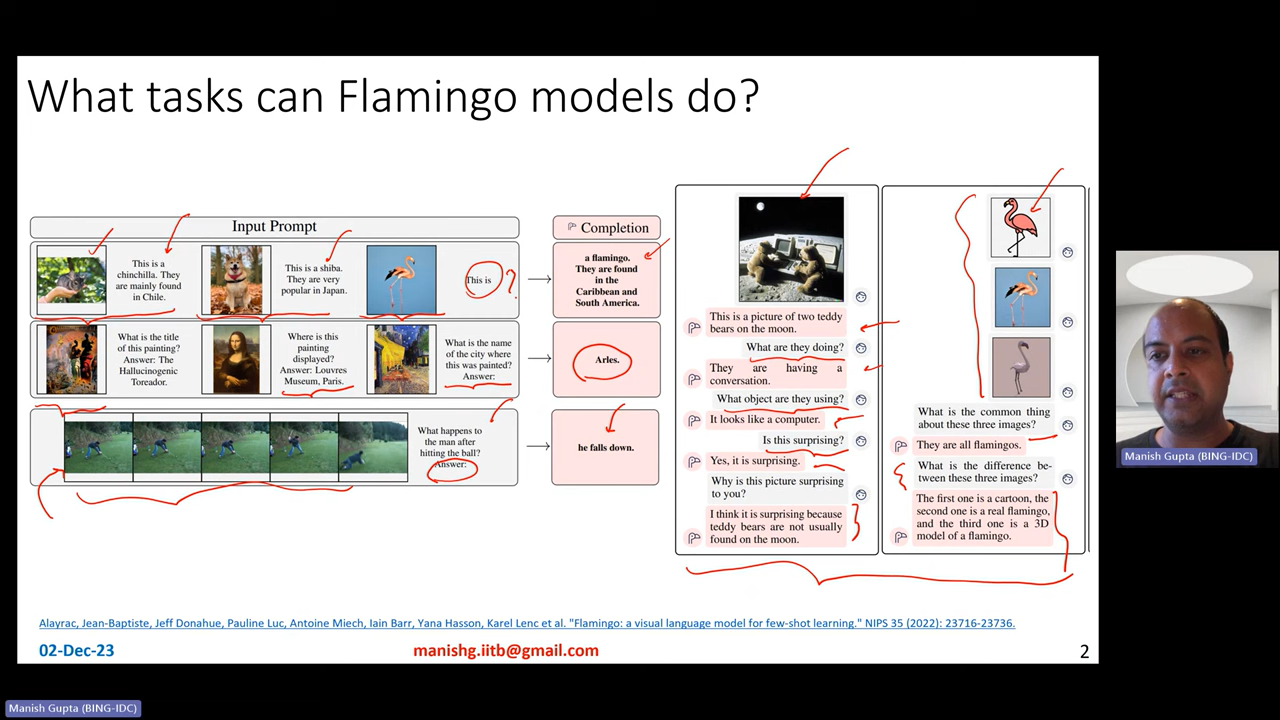 What tasks can Flamingo models do?
Input Prompt
Completion
This is a
chinchilla. They
are mainly found
in Chile.
This is a shiba.
They are very
popular in Japan.
This is
?
a flamingo.
They are found
in the
Caribbean and
South America.
What is the title
of this painting?
Answer: The
Hallucinogenic
Toreador.
Where is this
painting
displayed?
Answer: Louvres
Museum, Paris.
What is the name
of the city where
this was painted?
Answer:
Arles.
What happens to
the man after
hitting the ball?
Answer:
he falls down.
This is a picture of two teddy
bears on the moon.
What are they doing?
They are having a
conversation.
What object are they using?
It looks like a computer.
Is this surprising?
Yes, it is surprising.
Why is this picture surprising
to you?
I think it is surprising because
teddy bears are not usually
found on the moon.
What is the common thing
about these three images?
They are all flamingos.
What is the difference be-
tween these three images?
The first one is a cartoon, the
second one is a real flamingo,
and the third one is a 3D
model of a flamingo.
Alayrac, Jean-Baptiste, Jeff Donahue, Pauline Luc, Antoine Miech, Iain Barr, Yana Hasson, Karel Lenc et al. "Flamingo: a visual language model for few-shot learning." NIPS 35 (2022): 23716-23736.
02-Dec-23
manishg.iitb@gmail.com
2
Manish Gupta (BING-IDC)
Manish Gupta (BING-IDC)